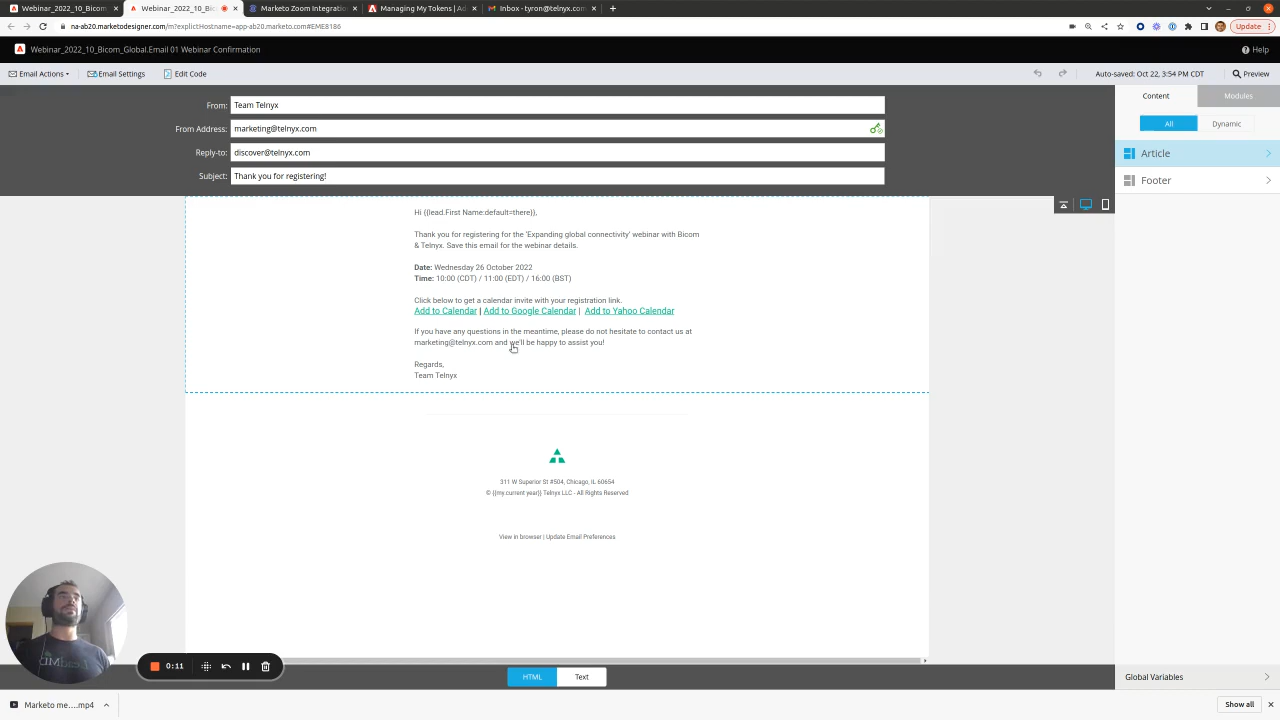 Webinar_2022_10_Bicom_
Webinar_2022_10_Bic
Marketo Zoom Integration
Managing My Tokens | Ad
Inbox - tyron@telnyx.com
na-ab20.marketodesigner.com/m?explictHostname=app-ab20.marketo.com#EME8186
Update
Webinar_2022_10_Bicom_Global.Email 01 Webinar Confirmation
Help
Email Actions
Email Settings
Edit Code
Auto-saved: Oct 22, 3:54 PM CDT
Preview
From: Team Telnyx
From Address: marketing@telnyx.com
Reply-to: discover@telnyx.com
Subject: Thank you for registering!
Content
Modules
All
Dynamic
Article
Footer
Hi {{lead.First Name:default=there}},
Thank you for registering for the 'Expanding global connectivity' webinar with Bicom
& Telnyx. Save this email for the webinar details.
Date: Wednesday 26 October 2022
Time: 10:00 (CDT) / 11:00 (EDT) / 16:00 (BST)
Click below to get a calendar invite with your registration link.
Add to Calendar | Add to Google Calendar | Add to Yahoo Calendar
If you have any questions in the meantime, please do not hesitate to contact us at
marketing@telnyx.com and we'll be happy to assist you!
Regards,
Team Telnyx
311 W Superior St #504, Chicago, IL 60654
© {{my.current year}} Telnyx LLC - All Rights Reserved
View in browser | Update Email Preferences
0:11
HTML
Text
Global Variables
Marketo me....mp4
Show all